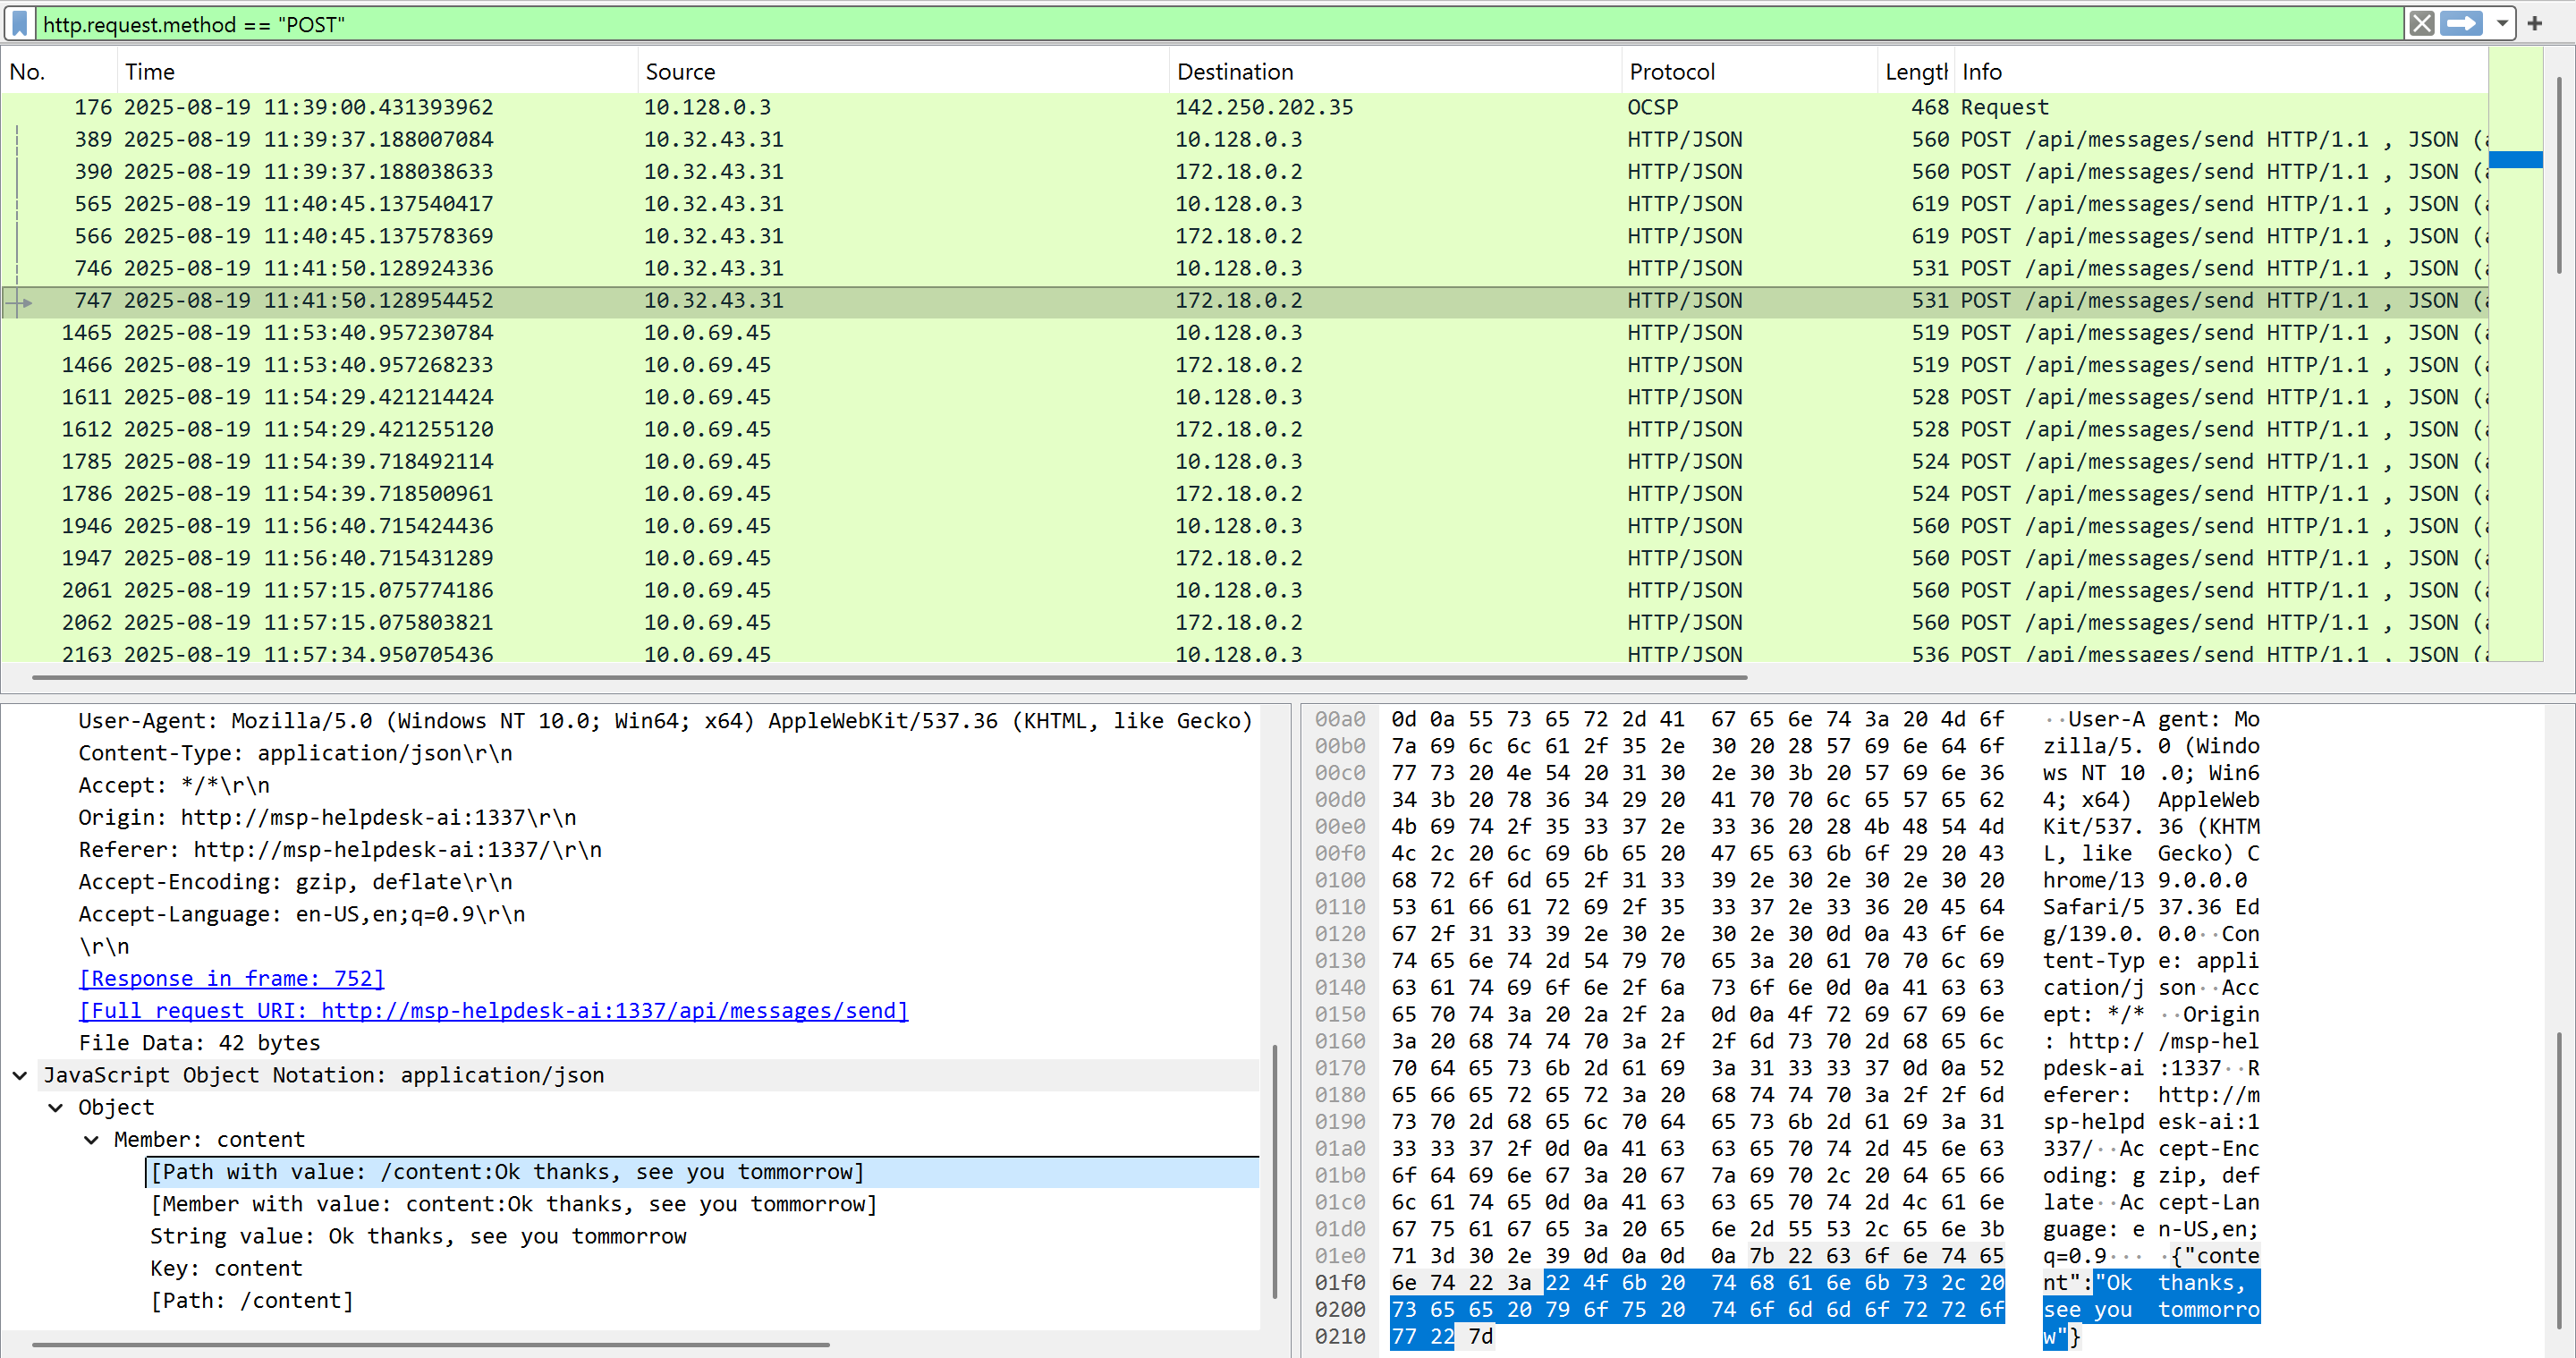 http.request.method == "POST"
No. Time Source Destination Protocol Length Info
176 2025-08-19 11:39:00.431393962 10.128.0.3 142.250.202.35 OCSP 468 Request
389 2025-08-19 11:39:37.188007084 10.32.43.31 10.128.0.3 HTTP/JSON 560 POST /api/messages/send HTTP/1.1 , JSON (
390 2025-08-19 11:39:37.188038633 10.32.43.31 172.18.0.2 HTTP/JSON 560 POST /api/messages/send HTTP/1.1 , JSON (
565 2025-08-19 11:40:45.137540417 10.32.43.31 10.128.0.3 HTTP/JSON 619 POST /api/messages/send HTTP/1.1 , JSON (
566 2025-08-19 11:40:45.137578369 10.32.43.31 172.18.0.2 HTTP/JSON 619 POST /api/messages/send HTTP/1.1 , JSON (
746 2025-08-19 11:41:50.128924336 10.32.43.31 10.128.0.3 HTTP/JSON 531 POST /api/messages/send HTTP/1.1 , JSON (
747 2025-08-19 11:41:50.128954452 10.32.43.31 172.18.0.2 HTTP/JSON 531 POST /api/messages/send HTTP/1.1 , JSON (
1465 2025-08-19 11:53:40.957230784 10.0.69.45 10.128.0.3 HTTP/JSON 519 POST /api/messages/send HTTP/1.1 , JSON (
1466 2025-08-19 11:53:40.957268233 10.0.69.45 172.18.0.2 HTTP/JSON 519 POST /api/messages/send HTTP/1.1 , JSON (
1611 2025-08-19 11:54:29.421214424 10.0.69.45 10.128.0.3 HTTP/JSON 528 POST /api/messages/send HTTP/1.1 , JSON (
1612 2025-08-19 11:54:29.421255120 10.0.69.45 172.18.0.2 HTTP/JSON 528 POST /api/messages/send HTTP/1.1 , JSON (
1785 2025-08-19 11:54:39.718492114 10.0.69.45 10.128.0.3 HTTP/JSON 524 POST /api/messages/send HTTP/1.1 , JSON (
1786 2025-08-19 11:54:39.718500961 10.0.69.45 172.18.0.2 HTTP/JSON 524 POST /api/messages/send HTTP/1.1 , JSON (
1946 2025-08-19 11:56:40.715424436 10.0.69.45 10.128.0.3 HTTP/JSON 560 POST /api/messages/send HTTP/1.1 , JSON (
1947 2025-08-19 11:56:40.715431289 10.0.69.45 172.18.0.2 HTTP/JSON 560 POST /api/messages/send HTTP/1.1 , JSON (
2061 2025-08-19 11:57:15.075774186 10.0.69.45 10.128.0.3 HTTP/JSON 560 POST /api/messages/send HTTP/1.1 , JSON (
2062 2025-08-19 11:57:15.075803821 10.0.69.45 172.18.0.2 HTTP/JSON 560 POST /api/messages/send HTTP/1.1 , JSON (
2163 2025-08-19 11:57:34.950705436 10.0.69.45 10.128.0.3 HTTP/JSON 536 POST /api/messages/send HTTP/1.1 , JSON (
User-Agent: Mozilla/5.0 (Windows NT 10.0; Win64; x64) AppleWebKit/537.36 (KHTML, like Gecko)
Content-Type: application/json\r\n
Accept: */*\r\n
Origin: http://msp-helpdesk-ai:1337\r\n
Referer: http://msp-helpdesk-ai:1337/\r\n
Accept-Encoding: gzip, deflate\r\n
Accept-Language: en-US,en;q=0.9\r\n
\r\n
[Response in frame: 752]
[Full request URI: http://msp-helpdesk-ai:1337/api/messages/send]
File Data: 42 bytes
JavaScript Object Notation: application/json
Object
Member: content
[Path with value: /content:Ok thanks, see you tommorrow]
[Member with value: content:Ok thanks, see you tommorrow]
String value: Ok thanks, see you tommorrow
Key: content
[Path: /content]
00a0 0d 0a 55 73 65 72 2d 41 67 65 6e 74 3a 20 4d 6f ··User-A gent: Mo
00b0 7a 69 6c 6c 61 2f 35 2e 30 20 28 57 69 6e 64 6f zilla/5. 0 (Windo
00c0 77 73 20 4e 54 20 31 30 2e 30 3b 20 57 69 6e 36 ws NT 10 .0; Win6
00d0 34 3b 20 78 36 34 29 20 41 70 70 6c 65 57 65 62 4; x64) AppleWeb
00e0 4b 69 74 2f 35 33 37 2e 33 36 20 28 4b 48 54 4d Kit/537. 36 (KHTM
00f0 4c 2c 20 6c 69 6b 65 20 47 65 63 6b 6f 29 20 43 L, like Gecko) C
0100 68 72 6f 6d 65 2f 31 33 39 2e 30 2e 30 2e 30 20 hrome/13 9.0.0.0
0110 53 61 66 61 72 69 2f 35 33 37 2e 33 36 20 45 64 Safari/5 37.36 Ed
0120 67 2f 31 33 39 2e 30 2e 30 2e 30 0d 0a 43 6f 6e g/139.0. 0.0··Con
0130 74 65 6e 74 2d 54 79 70 65 3a 20 61 70 70 6c 69 tent-Typ e: appli
0140 63 61 74 69 6f 6e 2f 6a 73 6f 6e 0d 0a 41 63 63 cation/j son··Acc
0150 65 70 74 3a 20 2a 2f 2a 0d 0a 4f 72 69 67 69 6e ept: */* ··Origin
0160 3a 20 68 74 74 70 3a 2f 2f 6d 73 70 2d 68 65 6c : http:/ /msp-hel
0170 70 64 65 73 6b 2d 61 69 3a 31 33 33 37 0d 0a 52 pdesk-ai :1337··R
0180 65 66 65 72 65 72 3a 20 68 74 74 70 3a 2f 2f 6d eferer: http://m
0190 73 70 2d 68 65 6c 70 64 65 73 6b 2d 61 69 3a 31 sp-helpd esk-ai:1
01a0 33 33 37 2f 0d 0a 41 63 63 65 70 74 2d 45 6e 63 337/··Ac cept-Enc
01b0 6f 64 69 6e 67 3a 20 67 7a 69 70 2c 20 64 65 66 oding: g zip, def
01c0 6c 61 74 65 0d 0a 41 63 63 65 70 74 2d 4c 61 6e late··Ac cept-Lan
01d0 67 75 61 67 65 3a 20 65 6e 2d 55 53 2c 65 6e 3b guage: e n-US,en;
01e0 71 3d 30 2e 39 0d 0a 0d 0a 7b 22 63 6f 6e 74 65 q=0.9··· ·{"conte
01f0 6e 74 22 3a 22 4f 6b 20 74 68 61 6e 6b 73 2c 20 nt":"Ok thanks,
0200 73 65 65 20 79 6f 75 20 74 6f 6d 6d 6f 72 72 6f see you tommorro
0210 77 22 7d w"}